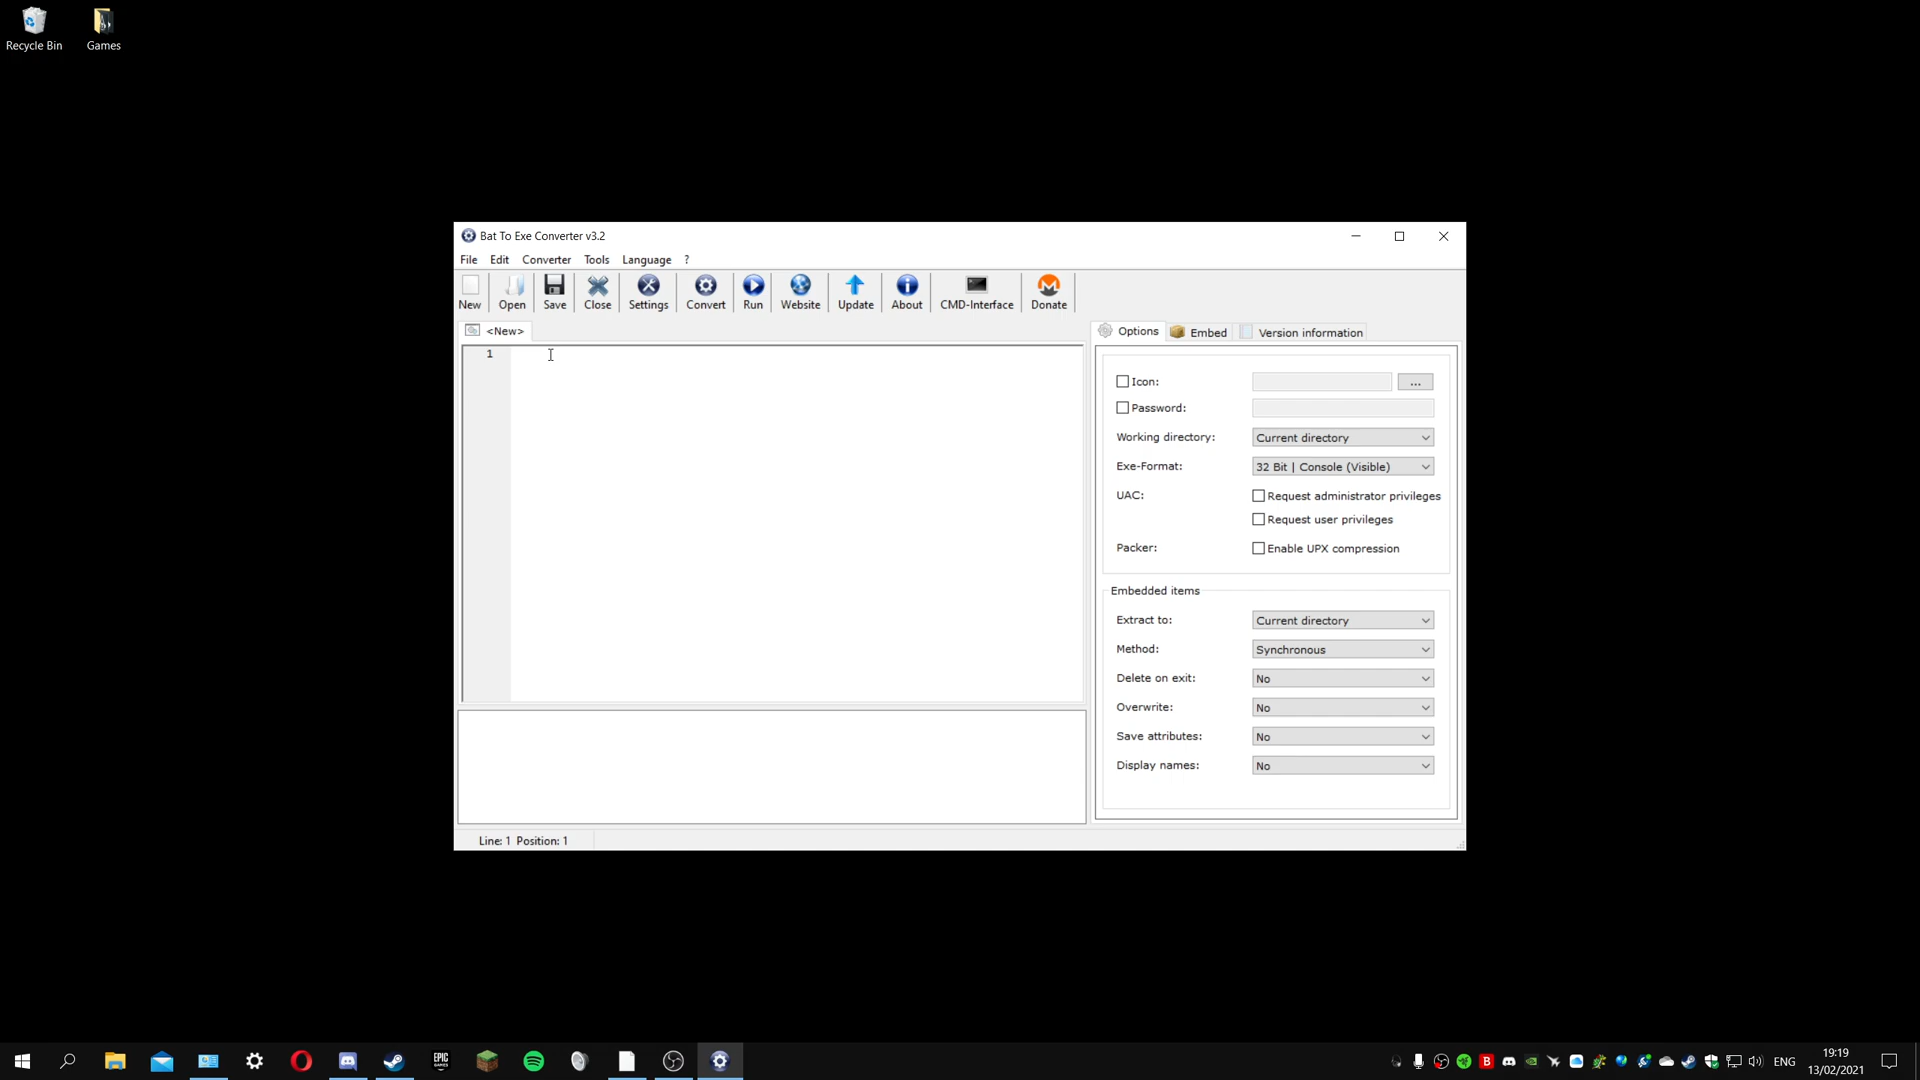 Recycle Bin
Games
Bat To Exe Converter v3.2
File Edit Converter Tools Language ?
New Open Save Close Settings Convert Run Website Update About CMD-Interface Donate
<New>
Options Embed Version information
1
Icon: ...
Password:
Working directory: Current directory
Exe-Format: 32 Bit | Console (Visible)
UAC: Request administrator privileges
Request user privileges
Packer: Enable UPX compression
Embedded items
Extract to: Current directory
Method: Synchronous
Delete on exit: No
Overwrite: No
Save attributes: No
Display names: No
Line: 1 Position: 1
EPIC
GAMES
ENG
19:19
13/02/2021